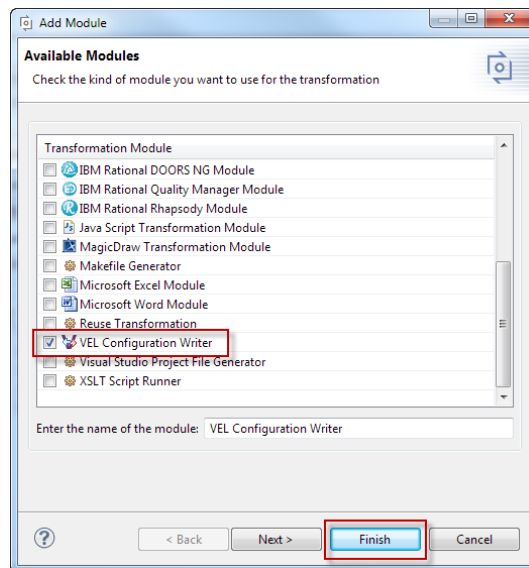 Add Module
Available Modules
Check the kind of module you want to use for the transformation
Transformation Module
IBM Rational DOORS NG Module
IBM Rational Quality Manager Module
IBM Rational Rhapsody Module
Java Script Transformation Module
MagicDraw Transformation Module
Makefile Generator
Microsoft Excel Module
Microsoft Word Module
Reuse Transformation
VEL Configuration Writer
Visual Studio Project File Generator
XSLT Script Runner
Enter the name of the module: VEL Configuration Writer
? < Back Next > Finish Cancel